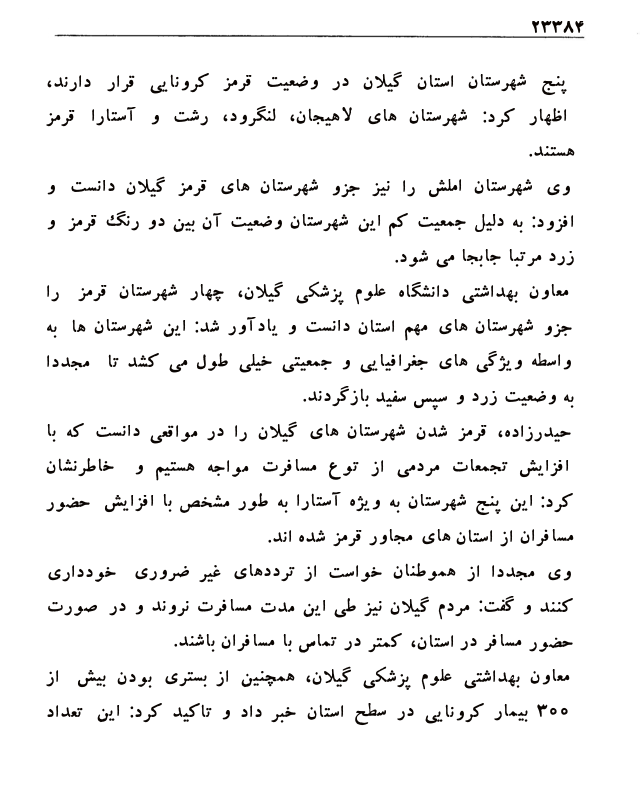 ۲۳۳۸۴
پنج شهرستان استان گیلان در وضعیت قرمز کرونایی قرار دارند،
اظهار کرد: شهرستان های لاهیجان، لنگرود، رشت و آستارا قرمز
هستند.
وی شهرستان املش را نیز جزو شهرستان های قرمز گیلان دانست و
افزود: به دلیل جمعیت کم این شهرستان وضعیت آن بین دو رنگ قرمز و
زرد مرتبا جابجا می شود.
معاون بهداشتی دانشگاه علوم پزشکی گیلان، چهار شهرستان قرمز را
جزو شهرستان های مهم استان دانست و یادآور شد: این شهرستان ها به
واسطه ویژگی های جغرافیایی و جمعیتی خیلی طول می کشد تا مجددا
به وضعیت زرد و سپس سفید بازگردند.
حیدرزاده، قرمز شدن شهرستان های گیلان را در مواقعی دانست که با
افزایش تجمعات مردمی از توع مسافرت مواجه هستیم و خاطرنشان
کرد: این پنج شهرستان به ویژه آستارا به طور مشخص با افزایش حضور
مسافران از استان های مجاور قرمز شده اند.
وی مجددا از هموطنان خواست از ترددهای غیر ضروری خودداری
کنند و گفت: مردم گیلان نیز طی این مدت مسافرت نروند و در صورت
حضور مسافر در استان، کمتر در تماس با مسافران باشند.
معاون بهداشتی علوم پزشکی گیلان، همچنین از بستری بودن بیش از
۳۰۰ بیمار کرونایی در سطح استان خبر داد و تاکید کرد: این تعداد